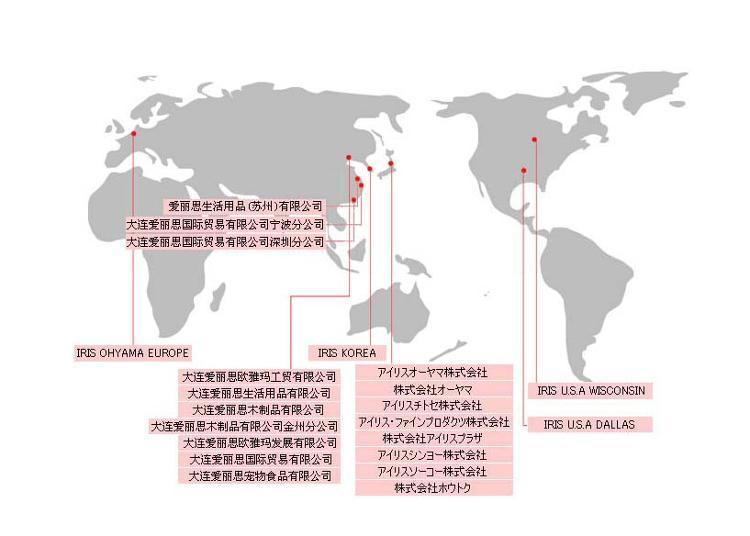 爱丽思生活用品(苏州)有限公司
大连爱丽思国际贸易有限公司宁波分公司
大连爱丽思国际贸易有限公司深圳分公司
IRIS OHYAMA EUROPE
IRIS KOREA
大连爱丽思欧雅玛工贸有限公司
大连爱丽思生活用品有限公司
大连爱丽思木制品有限公司
大连爱丽思木制品有限公司金州分公司
大连爱丽思欧雅玛发展有限公司
大连爱丽思国际贸易有限公司
大连爱丽思宠物食品有限公司
アイリスオーヤマ株式会社
株式会社オーヤマ
アイリスチトセ株式会社
アイリス・ファインプロダクツ株式会社
株式会社アイリスプラザ
アイリスシンヨー株式会社
アイリスソーコー株式会社
株式会社ホウトク
IRIS U.S.A WISCONSIN
IRIS U.S.A DALLAS